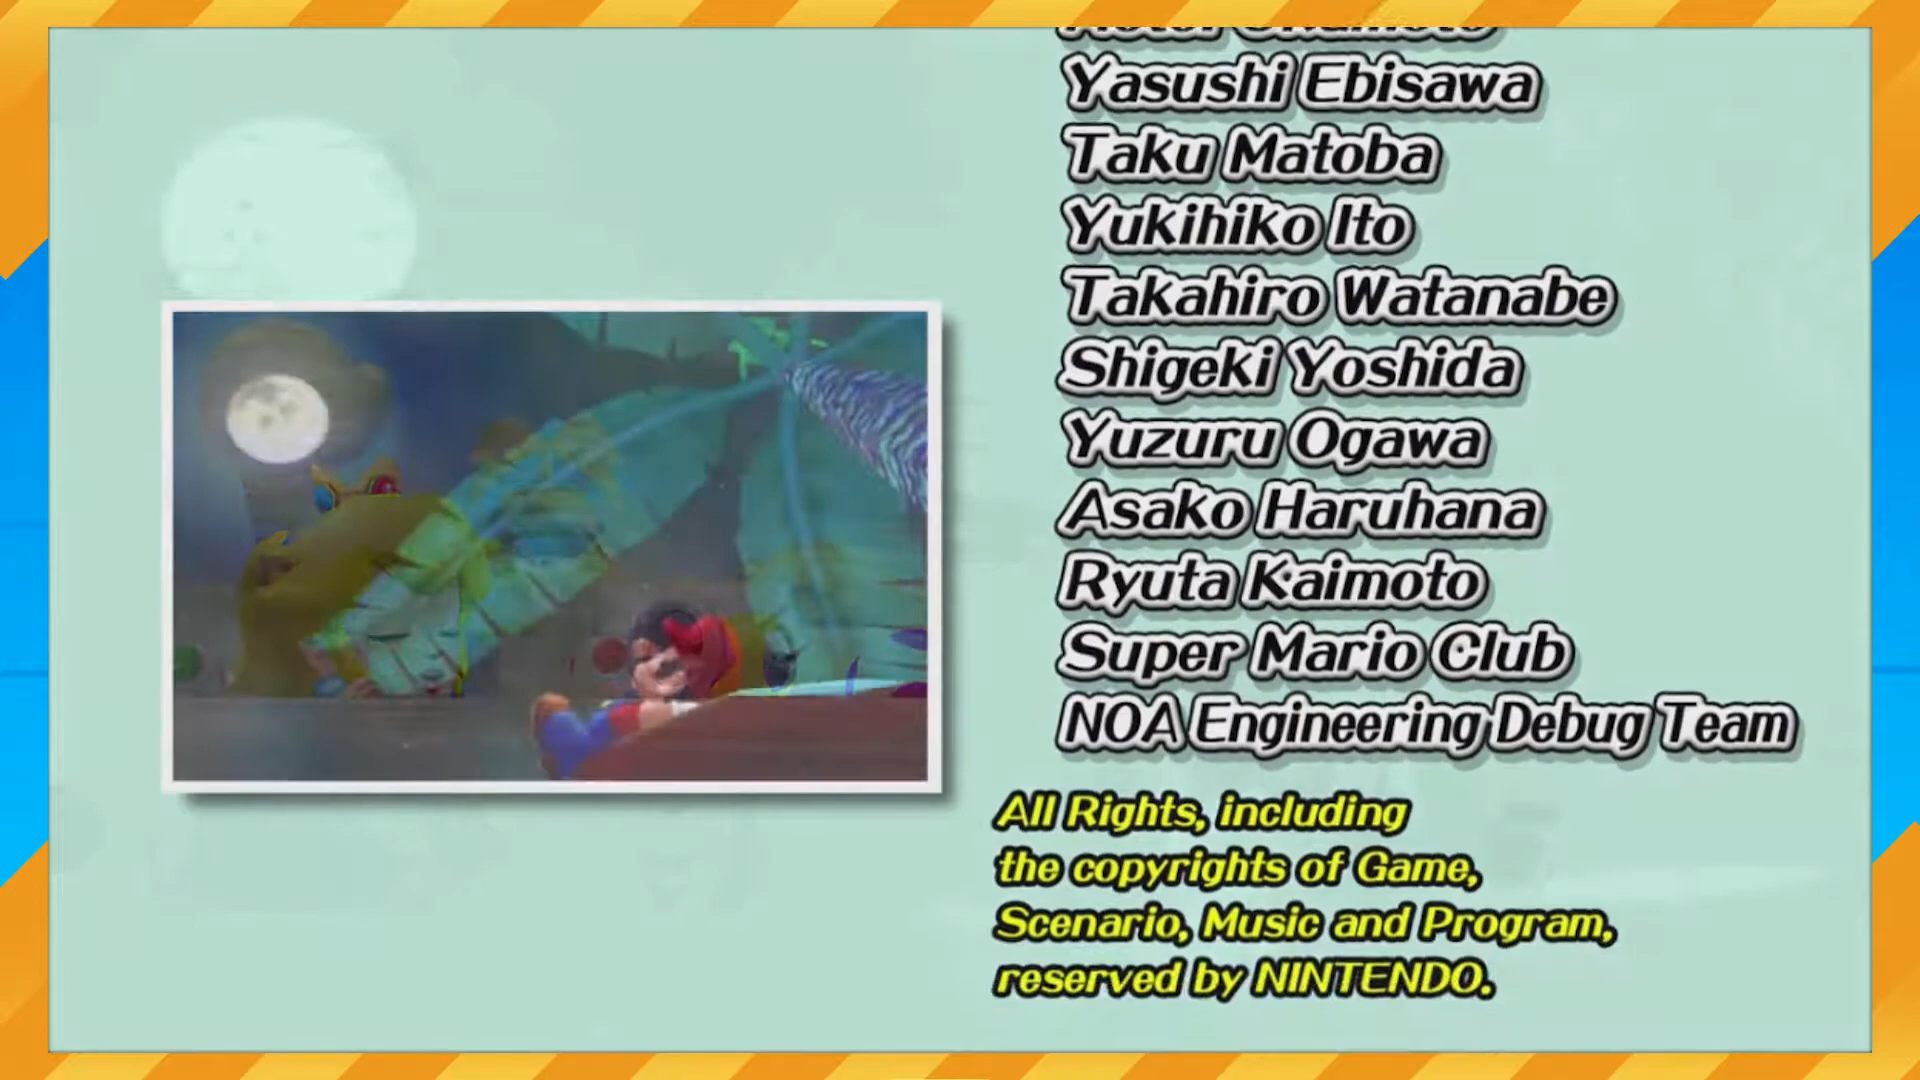 Yasushi Ebisawa
Taku Matoba
Yukihiko Ito
Takahiro Watanabe
Shigeki Yoshida
Yuzuru Ogawa
Asako Haruhana
Ryuta Kaimoto
Super Mario Club
NOA Engineering Debug Team
All Rights, including
the copyrights of Game,
Scenario, Music and Program,
reserved by NINTENDO.